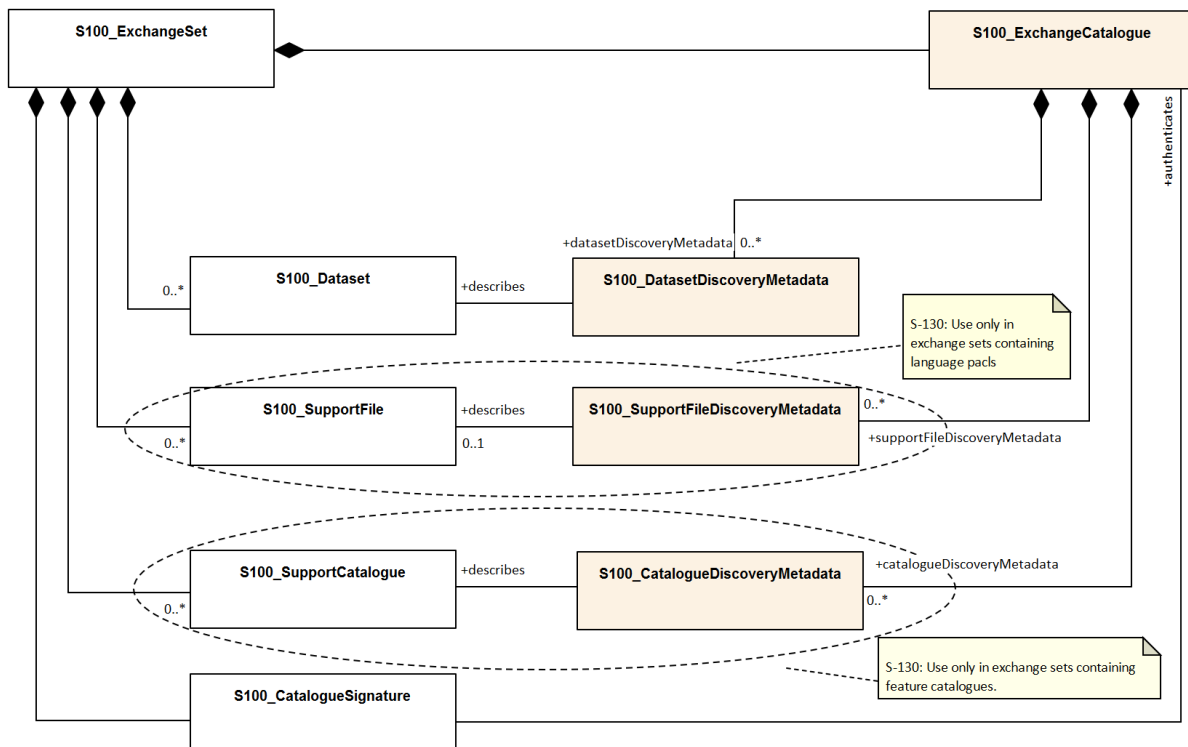 S100_ExchangeSet
S100_ExchangeCatalogue
+authenticates
+datasetDiscoveryMetadata 0..*
S100_Dataset
+describes
S100_DatasetDiscoveryMetadata
0..*
S-130: Use only in
exchange sets containing
language pacls
S100_SupportFile
+describes
S100_SupportFileDiscoveryMetadata
0..*
0..*
0..1
+supportFileDiscoveryMetadata
S100_SupportCatalogue
+describes
S100_CatalogueDiscoveryMetadata
+catalogueDiscoveryMetadata
0..*
0..*
S-130: Use only in exchange sets containing
feature catalogues.
S100_CatalogueSignature